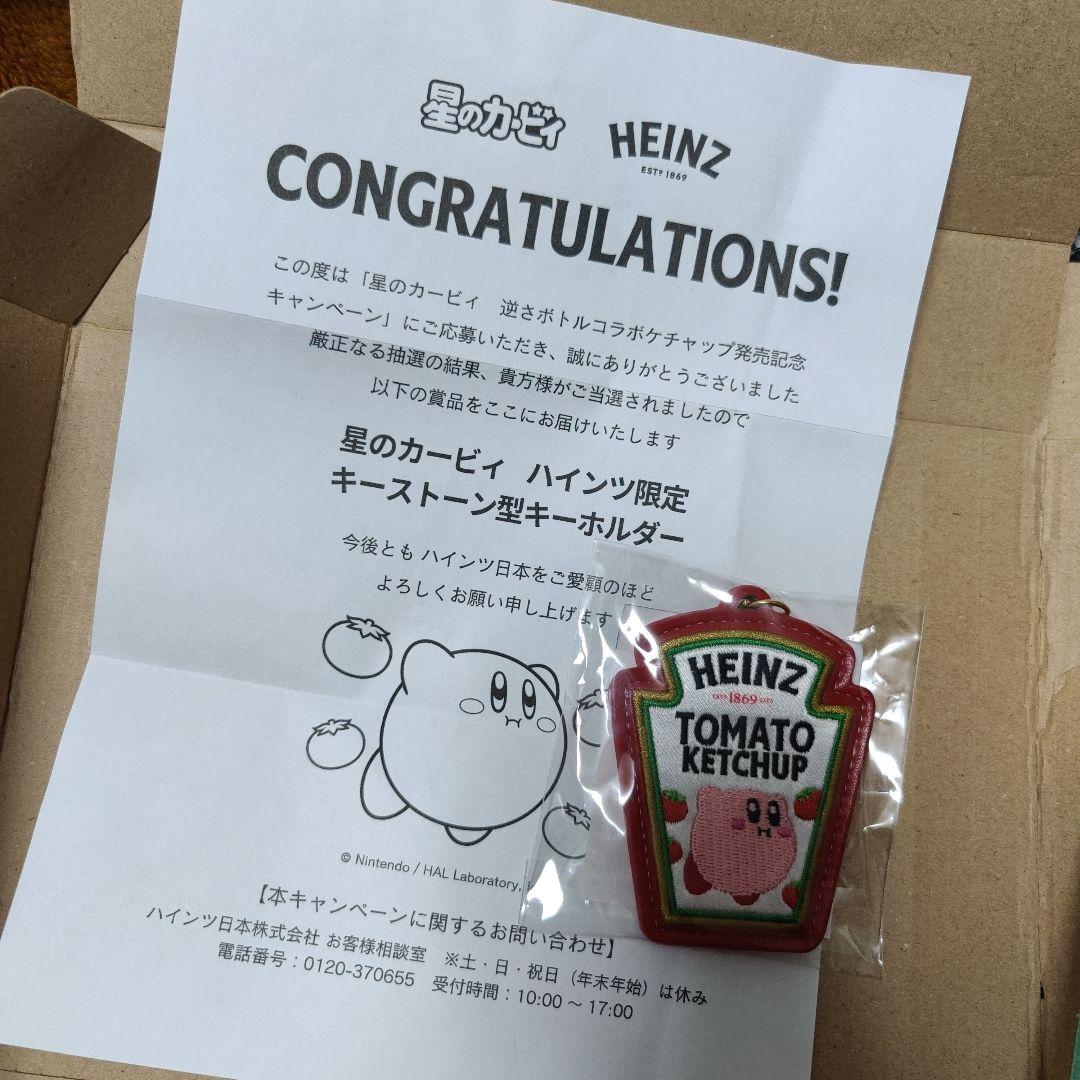 星のカービィ
HEINZ
ESTD 1869
CONGRATULATIONS!
この度は「星のカービィ　逆さボトルコラボケチャップ発売記念
キャンペーン」にご応募いただき、誠にありがとうございました
厳正なる抽選の結果、貴方様がご当選されましたので
以下の賞品をここにお届けいたします
星のカービィ　ハインツ限定
キーストーン型キーホルダー
今後とも ハインツ日本をご愛顧のほど
よろしくお願い申し上げます
© Nintendo / HAL Laboratory,
【本キャンペーンに関するお問い合わせ】
ハインツ日本株式会社 お客様相談室　※土・日・祝日（年末年始）は休み
電話番号：0120-370655　受付時間：10:00 ～ 17:00
HEINZ
1869
TOMATO
KETCHUP